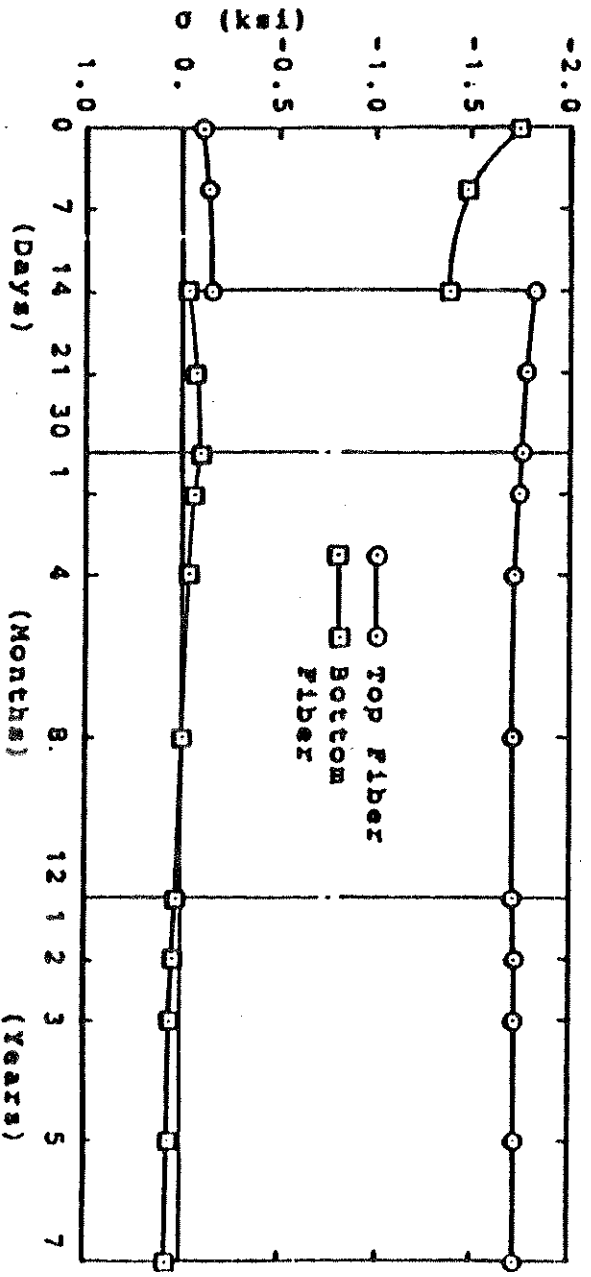 σ (ksi)
-2.0
-1.5
-1.0
-0.5
0.
1.0
Top Fiber
Bottom
Fiber
0 7 14 21 30 1 4 8. 12 1 2 3 5 7
(Days) (Months) (Years)